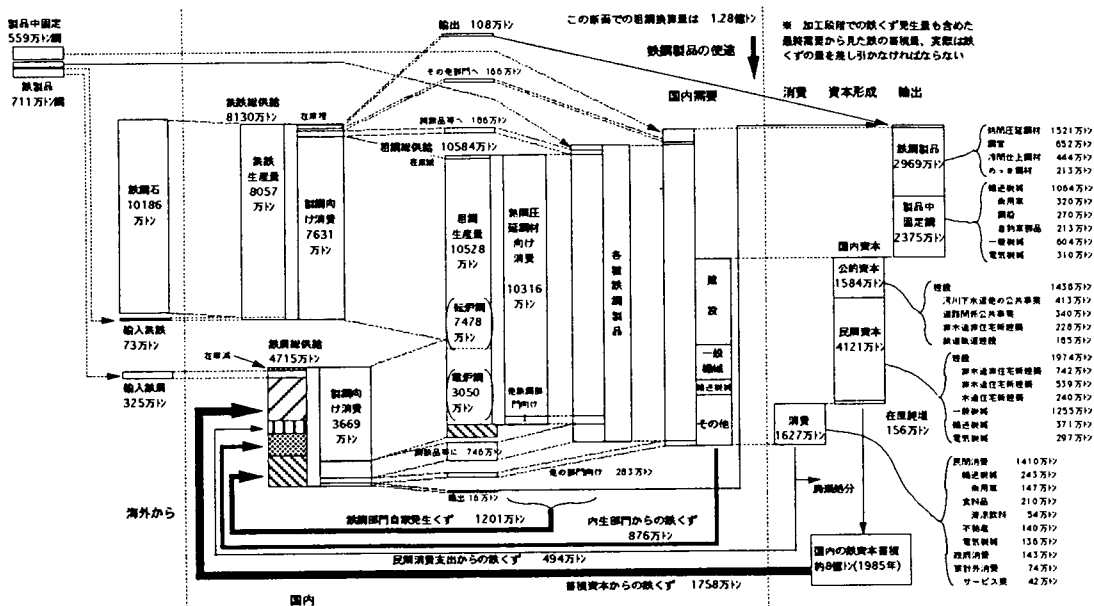 製品中固定
559万トン鋼
鉄製品
711万トン鋼
輸出 108万トン
この断面での粗鋼換算量は 1.28億トン
鉄鋼製品の使途
※ 加工段階での鉄くず発生量も含めた
最終需要から見た鉄の蓄積量、実際は鉄
くずの量を差し引かなければならない
その他部門へ 166万トン
国内需要
消費 資本形成 輸出
銑鉄総供給
8130万トン
在庫増
鋳鉄品等へ 186万トン
粗鋼総供給 10584万トン
在庫減
鉄鉱石
10186
万トン
銑鉄
生産量
8057
万トン
製鋼向
け消費
7631
万トン
粗鋼
生産量
10528
万トン
熱間圧
延鋼材
向け
消費
10316
万トン
転炉鋼
7478
万トン
電炉鋼
3050
万トン
各種鉄鋼製品
建設
一般
機械
輸送機械
その他
鉄鋼製品
2969万トン
製品中
固定鋼
2375万トン
熱間圧延鋼材 1521万トン
鋼管 652万トン
冷間仕上鋼材 444万トン
めっき鋼材 213万トン
輸送機械 1064万トン
乗用車 320万トン
鋼船 270万トン
自動車部品 213万トン
一般機械 604万トン
電気機械 310万トン
国内資本
公的資本
1584万トン
民間資本
4121万トン
建設 1438万トン
河川下水道他の公共事業 413万トン
道路関係公共事業 340万トン
非木造非住宅新建築 228万トン
鉄道軌道建設 165万トン
建設 1974万トン
非木造非住宅新建築 742万トン
非木造住宅新建築 539万トン
木造住宅新建築 240万トン
一般機械 1255万トン
輸送機械 371万トン
電気機械 297万トン
輸入銑鉄
73万トン
輸入鉄屑
325万トン
在庫減
鉄屑総供給
4715万トン
製鋼向
け消費
3669
万トン
他鉄鋼部
門向け
鋳鉄品等に 746万トン
他の部門向け 283万トン
輸出 16万トン
消費
1627万トン
在庫純増
156万トン
廃棄処分
民間消費 1410万トン
輸送機械 243万トン
乗用車 147万トン
食料品 210万トン
清涼飲料 54万トン
不動産 140万トン
電気機械 136万トン
政府消費 143万トン
家計外消費 74万トン
サービス業 42万トン
海外から
国内
鉄鋼部門自家発生くず 1201万トン
内生部門からの鉄くず
876万トン
民間消費支出からの鉄くず 494万トン
蓄積資本からの鉄くず 1758万トン
国内の鉄資本蓄積
約8億トン(1985年)